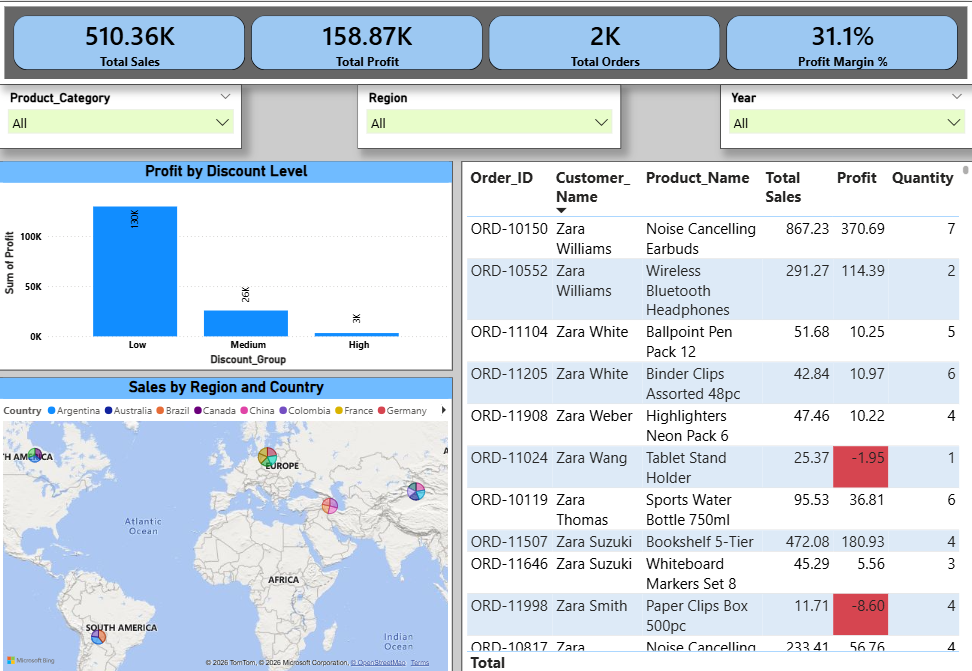 510.36K
Total Sales
158.87K
Total Profit
2K
Total Orders
31.1%
Profit Margin %
Product_Category
All
Region
All
Year
All
Profit by Discount Level
Sum of Profit
100K
50K
0K
130K
26K
3K
Low
Medium
High
Discount_Group
Sales by Region and Country
Country Argentina Australia Brazil Canada China Colombia France Germany
TH AMERICA
EUROPE
A
Atlantic
Ocean
AFRICA
SOUTH AMERICA
Indian
Ocean
Microsoft Bing
© 2026 TomTom, © 2026 Microsoft Corporation, © OpenStreetMap Terms
Order_ID Customer_ Product_Name Total Profit Quantity
Name Sales
ORD-10150 Zara Noise Cancelling 867.23 370.69 7
Williams Earbuds
ORD-10552 Zara Wireless 291.27 114.39 2
Williams Bluetooth
Headphones
ORD-11104 Zara White Ballpoint Pen 51.68 10.25 5
Pack 12
ORD-11205 Zara White Binder Clips 42.84 10.97 6
Assorted 48pc
ORD-11908 Zara Weber Highlighters 47.46 10.22 4
Neon Pack 6
ORD-11024 Zara Wang Tablet Stand 25.37 -1.95 1
Holder
ORD-10119 Zara Sports Water 95.53 36.81 6
Thomas Bottle 750ml
ORD-11507 Zara Suzuki Bookshelf 5-Tier 472.08 180.93 4
ORD-11646 Zara Suzuki Whiteboard 45.29 5.56 3
Markers Set 8
ORD-11998 Zara Smith Paper Clips Box 11.71 -8.60 4
500pc
ORD-10817 Zara Noise Cancelling 233.41 56.76 4
Total